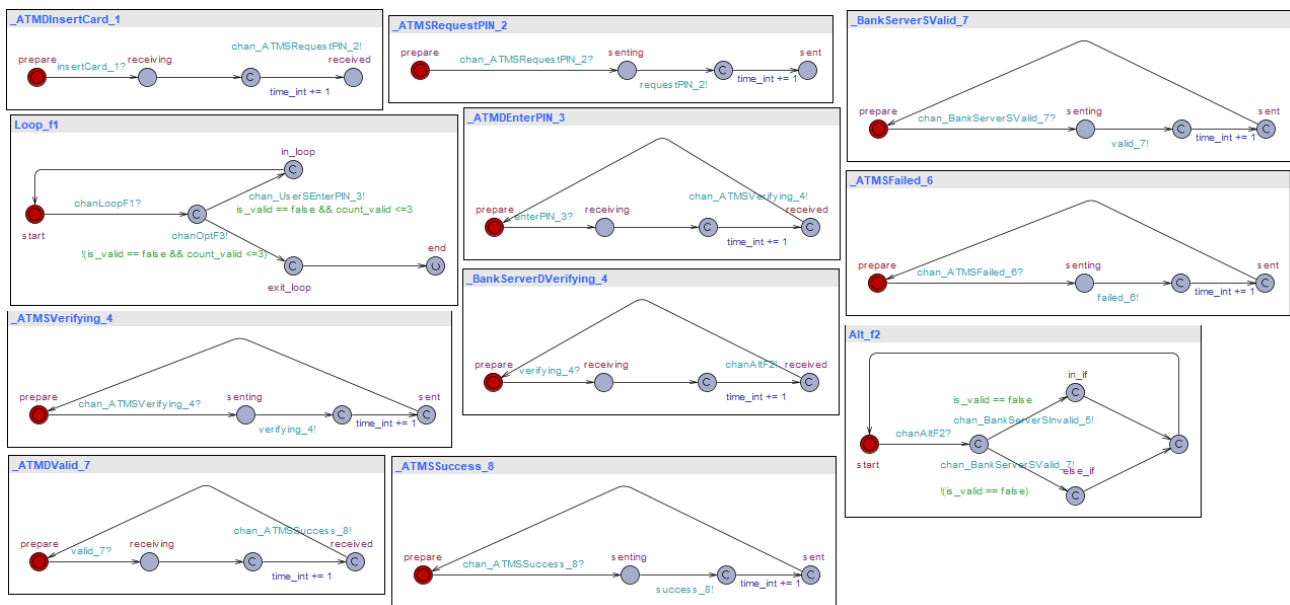 _ATMDInsertCard_1
chan_ATMSRequestPIN_2!
prepare
receiving
received
insertCard_1?
C
time_int += 1
_ATMSRequestPIN_2
prepare
chan_ATMSRequestPIN_2?
senting
sent
requestPIN_2!
C
time_int += 1
_BankServerSValid_7
prepare
chan_BankServerSValid_7?
senting
sent
valid_7!
C
time_int += 1
C
Loop_f1
in_loop
C
chanLoopF1?
chan_UserSEnterPIN_3!
C
is_valid == false && count_valid <=3
start
chanOptF3!
!(is_valid == false && count_valid <=3)
end
C
U
exit_loop
_ATMDEnterPIN_3
prepare
enterPIN_3?
receiving
chan_ATMSVerifying_4!
received
C
time_int += 1
C
_ATMSFailed_6
prepare
chan_ATMSFailed_6?
senting
sent
failed_6!
C
time_int += 1
C
_ATMSVerifying_4
prepare
chan_ATMSVerifying_4?
senting
sent
verifying_4!
C
time_int += 1
C
_BankServerDVerifying_4
prepare
verifying_4?
receiving
chanAltF2!
received
C
time_int += 1
C
Alt_f2
in_if
C
is_valid == false
chan_BankServerSInvalid_5!
chanAltF2?
C
C
start
chan_BankServerSValid_7!
else_if
!(is_valid == false)
C
_ATMDValid_7
chan_ATMSSuccess_8!
prepare
valid_7?
receiving
received
C
time_int += 1
C
_ATMSSuccess_8
prepare
chan_ATMSSuccess_8?
senting
sent
success_8!
C
time_int += 1
C